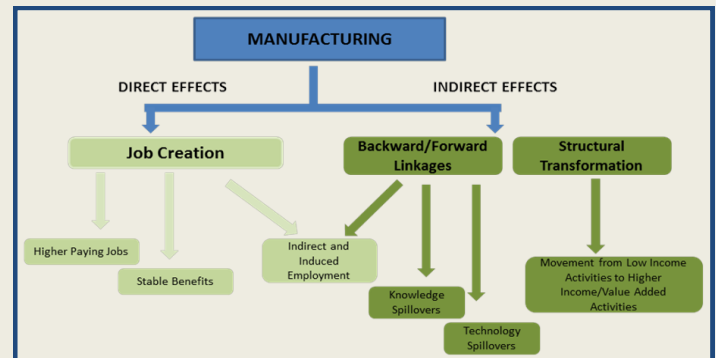 MANUFACTURING
DIRECT EFFECTS
INDIRECT EFFECTS
Job Creation
Backward/Forward
Linkages
Structural
Transformation
Higher Paying Jobs
Stable Benefits
Indirect and
Induced
Employment
Knowledge
Spillovers
Technology
Spillovers
Movement from Low Income
Activities to Higher
Income/Value Added
Activities